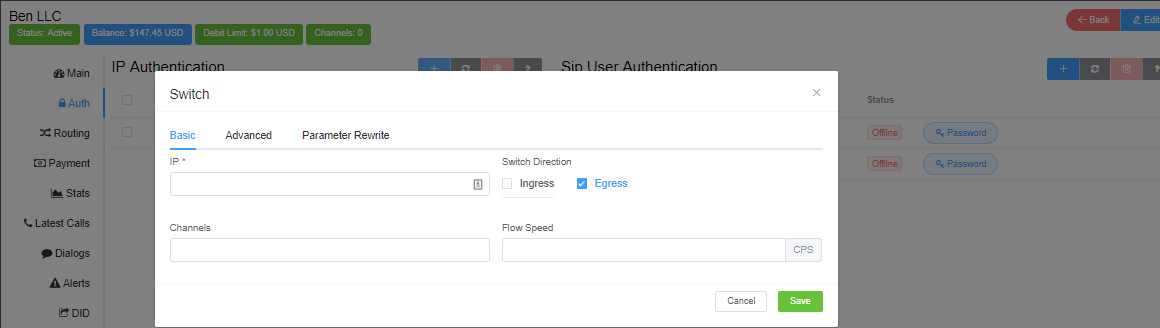 Ben LLC
Status: Active Balance: $147.45 USD Debit Limit: $1.00 USD Channels: 0
Back Edit
Main
Auth
Routing
Payment
Stats
Latest Calls
Dialogs
Alerts
DID
IP Authentication
?
Sip User Authentication
?
Status
Offline Password
Offline Password
Switch
Basic Advanced Parameter Rewrite
IP *
Switch Direction
Ingress Egress
Channels
Flow Speed
CPS
Cancel Save